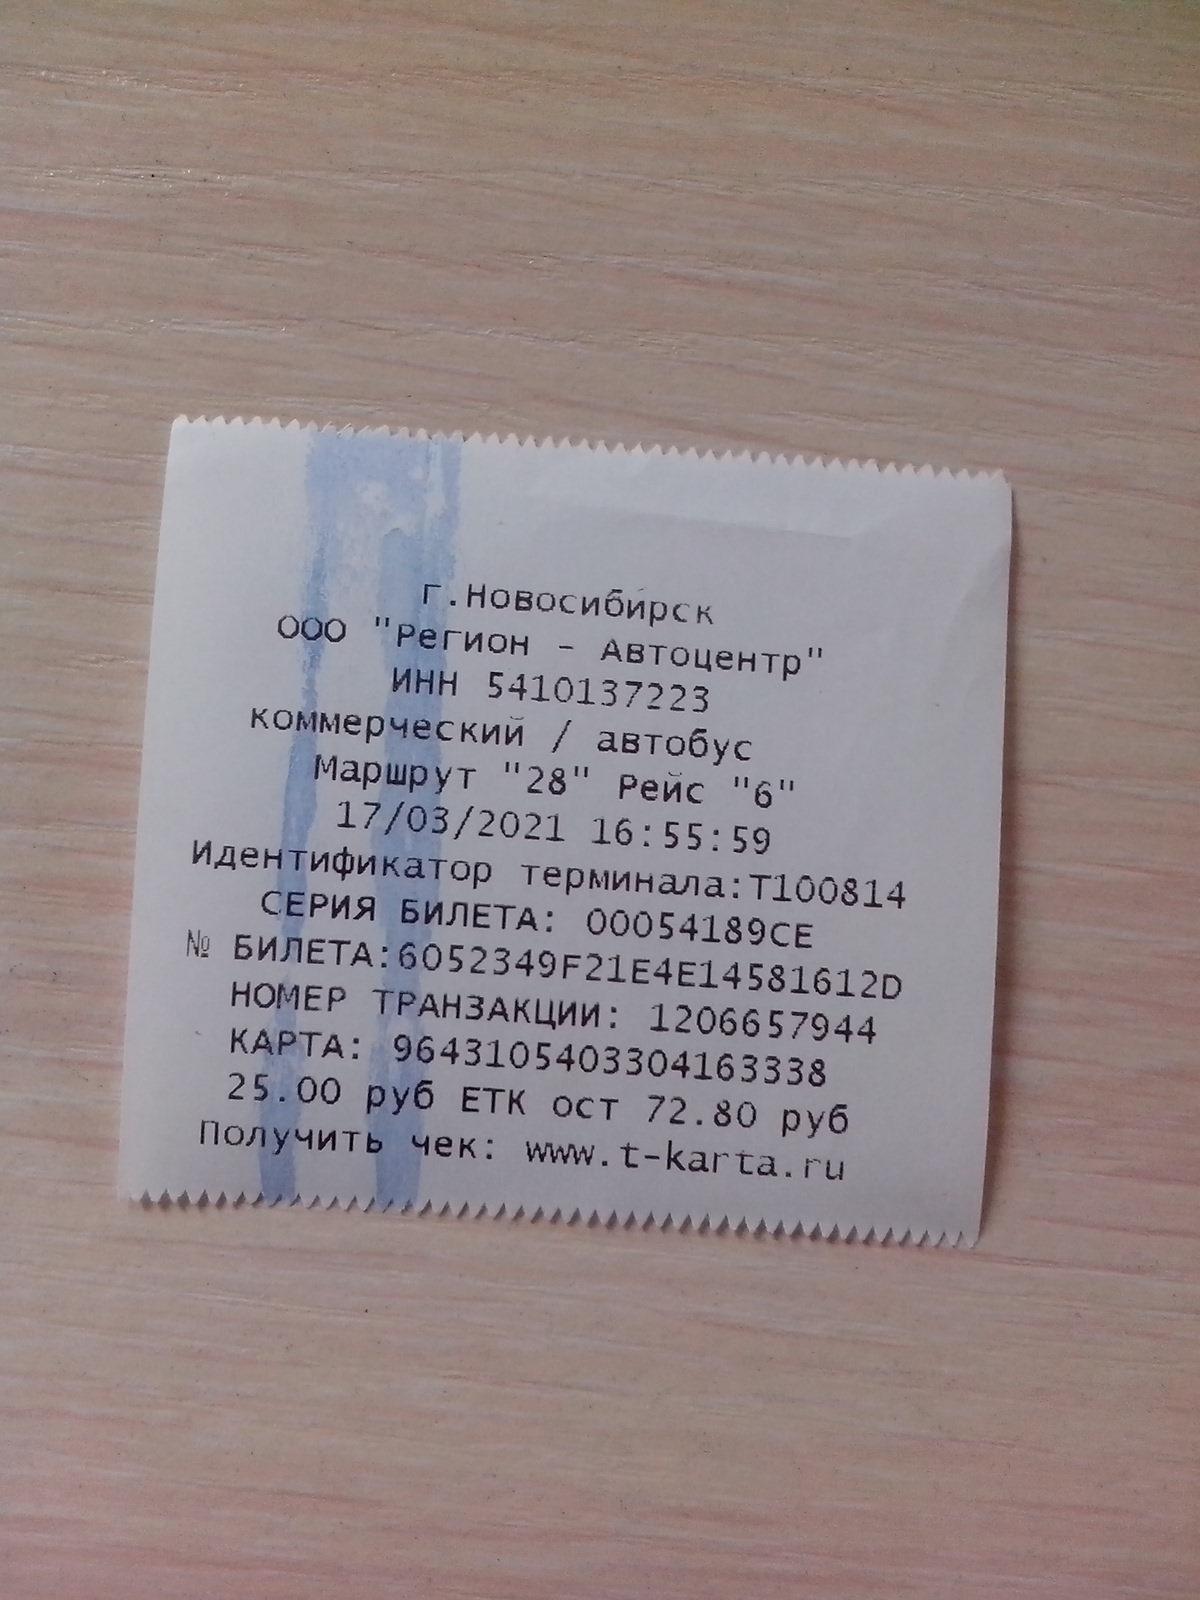 г.Новосибирск
ООО "Регион - Автоцентр"
ИНН 5410137223
коммерческий / автобус
Маршрут "28" Рейс "6"
17/03/2021 16:55:59
Идентификатор терминала:Т100814
СЕРИЯ БИЛЕТА: 00054189CE
№ БИЛЕТА:6052349F21E4E14581612D
НОМЕР ТРАНЗАКЦИИ: 1206657944
КАРТА: 9643105403304163338
25.00 руб ЕТК ост 72.80 руб
Получить чек: www.t-karta.ru